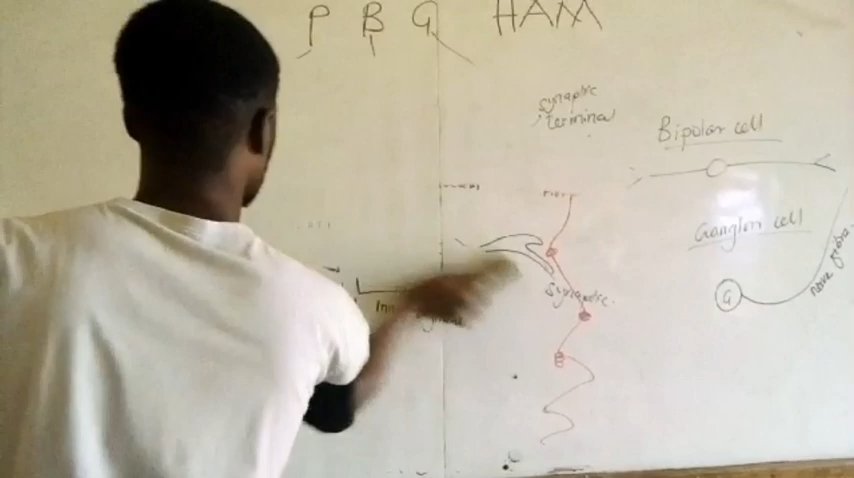 P B G HAM
synaptic
terminal
Bipolar cell
Ganglion cell
G
nerve fibre.
Synaptic.